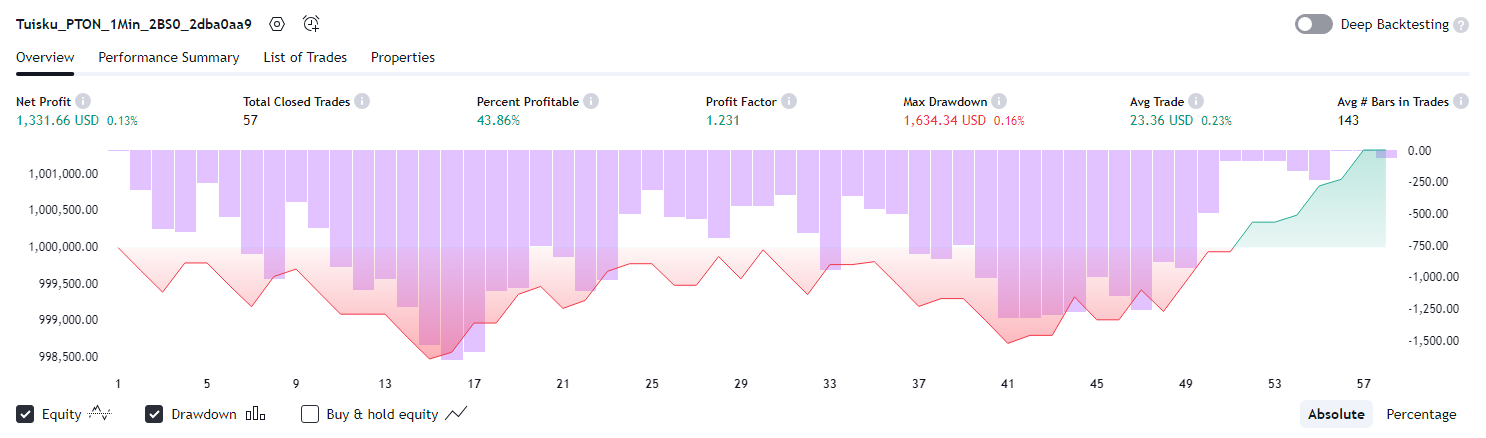 Tuisku_PTON_1Min_2BS0_2dba0aa9 Deep Backtesting ?
Overview Performance Summary List of Trades Properties
Net Profit i Total Closed Trades i Percent Profitable i Profit Factor i Max Drawdown i Avg Trade i Avg # Bars in Trades i
1,331.66 USD 0.13% 57 43.86% 1.231 1,634.34 USD 0.16% 23.36 USD 0.23% 143
0.00
1,001,000.00 -250.00
1,000,500.00 -500.00
1,000,000.00 -750.00
999,500.00 -1,000.00
999,000.00 -1,250.00
998,500.00 -1,500.00
1 5 9 13 17 21 25 29 33 37 41 45 49 53 57
Equity Drawdown Buy & hold equity Absolute Percentage